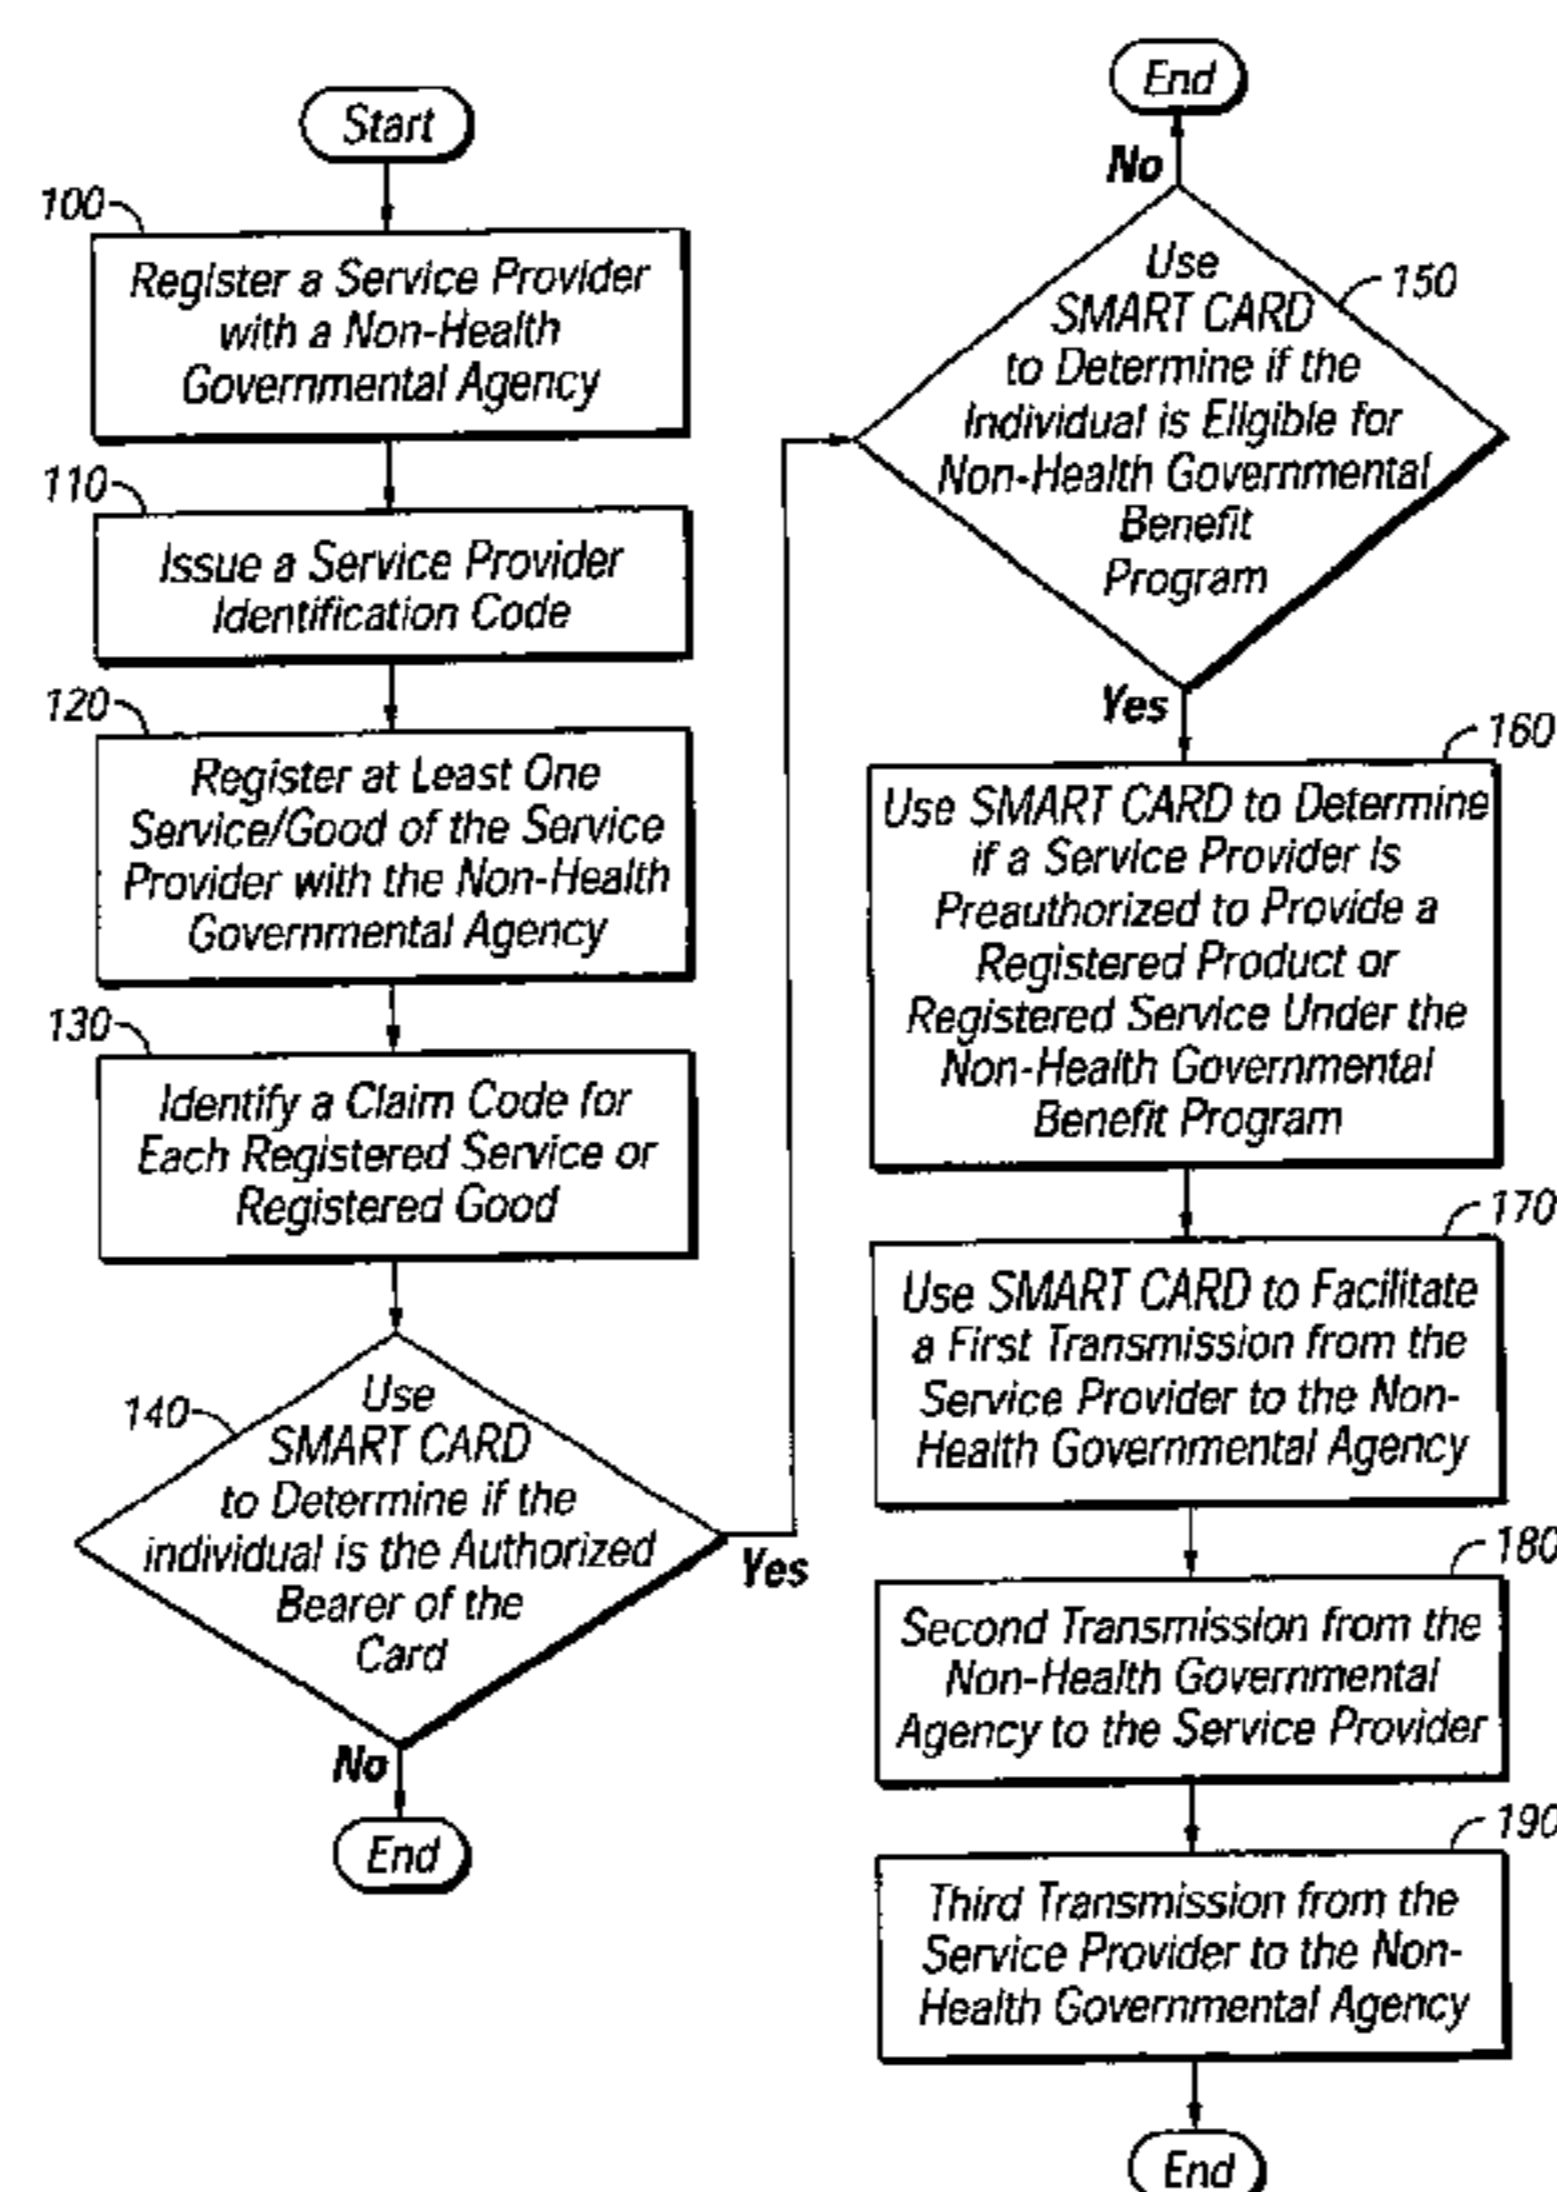 Start
100
Register a Service Provider
with a Non-Health
Governmental Agency
110
Issue a Service Provider
Identification Code
120
Register at Least One
Service/Good of the Service
Provider with the Non-Health
Governmental Agency
130
Identify a Claim Code for
Each Registered Service or
Registered Good
140
Use
SMART CARD
to Determine if the
individual is the Authorized
Bearer of the
Card
Yes
No
End
End
No
150
Use
SMART CARD
to Determine if the
Individual is Eligible for
Non-Health Governmental
Benefit
Program
Yes
160
Use SMART CARD to Determine
if a Service Provider Is
Preauthorized to Provide a
Registered Product or
Registered Service Under the
Non-Health Governmental
Benefit Program
170
Use SMART CARD to Facilitate
a First Transmission from the
Service Provider to the Non-
Health Governmental Agency
180
Second Transmission from the
Non-Health Governmental
Agency to the Service Provider
190
Third Transmission from the
Service Provider to the Non-
Health Governmental Agency
End